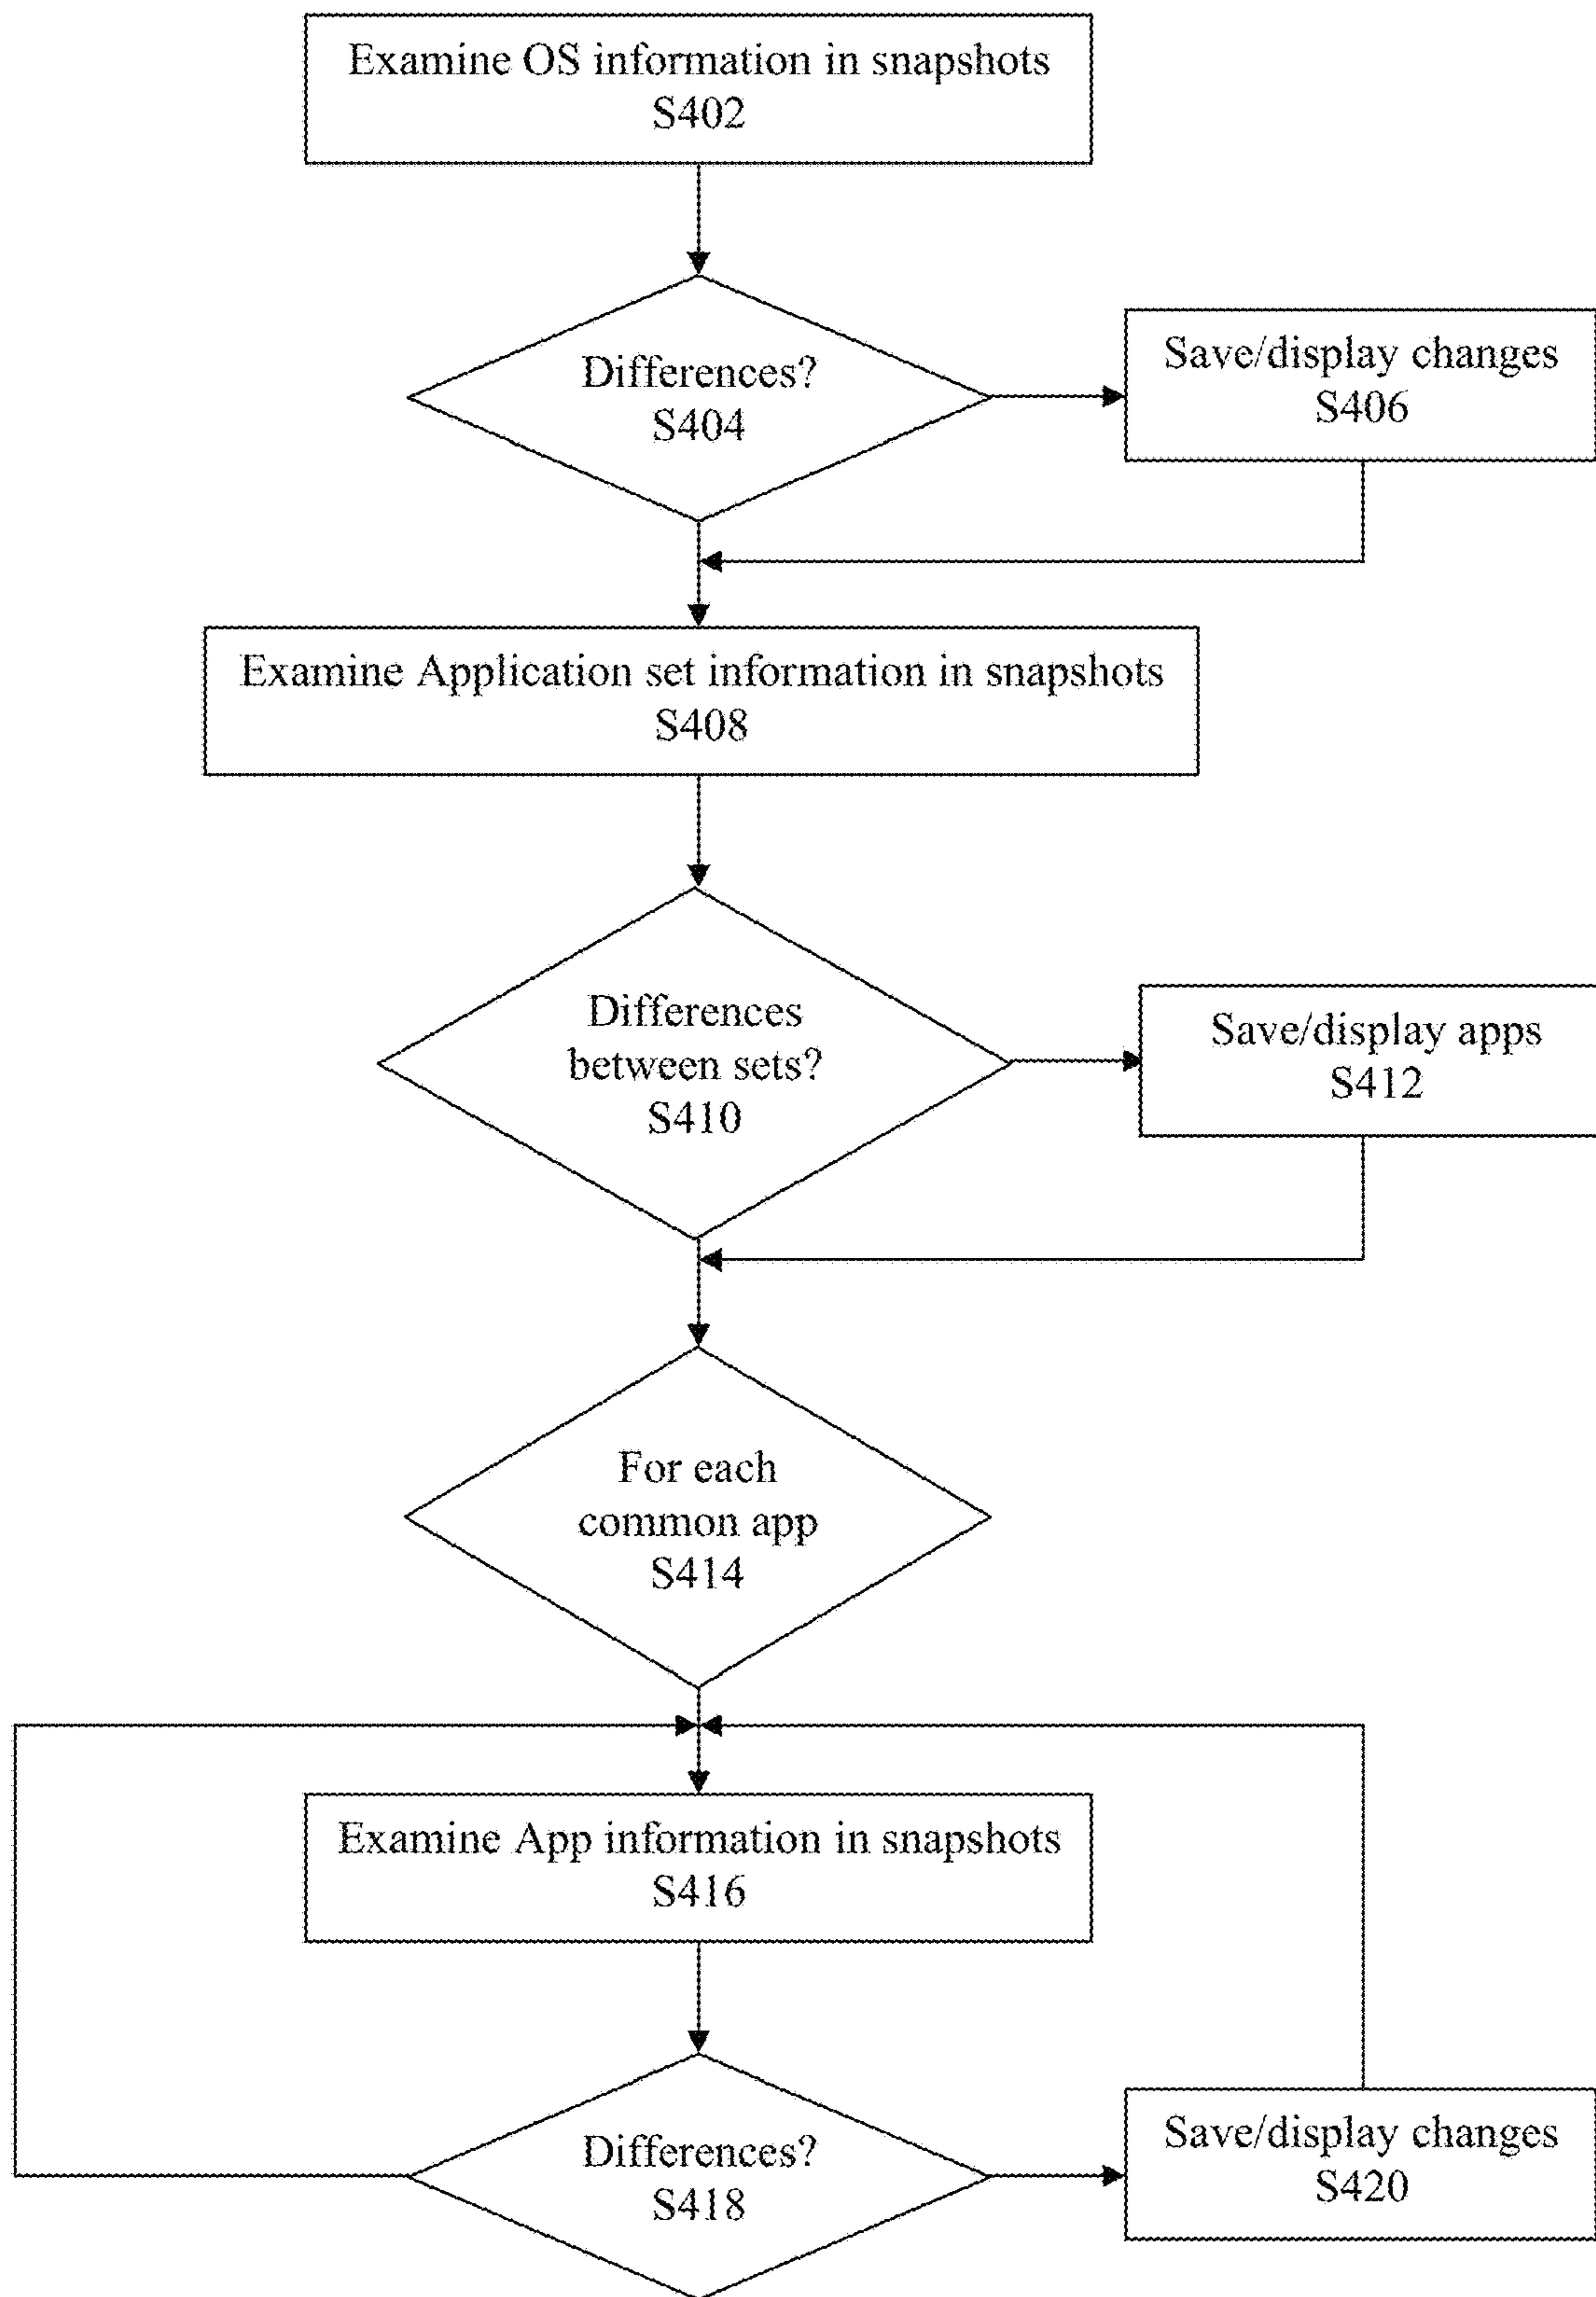 Examine OS information in snapshots
S402
Differences?
S404
Save/display changes
S406
Examine Application set information in snapshots
S408
Differences
between sets?
S410
Save/display apps
S412
For each
common app
S414
Examine App information in snapshots
S416
Differences?
S418
Save/display changes
S420